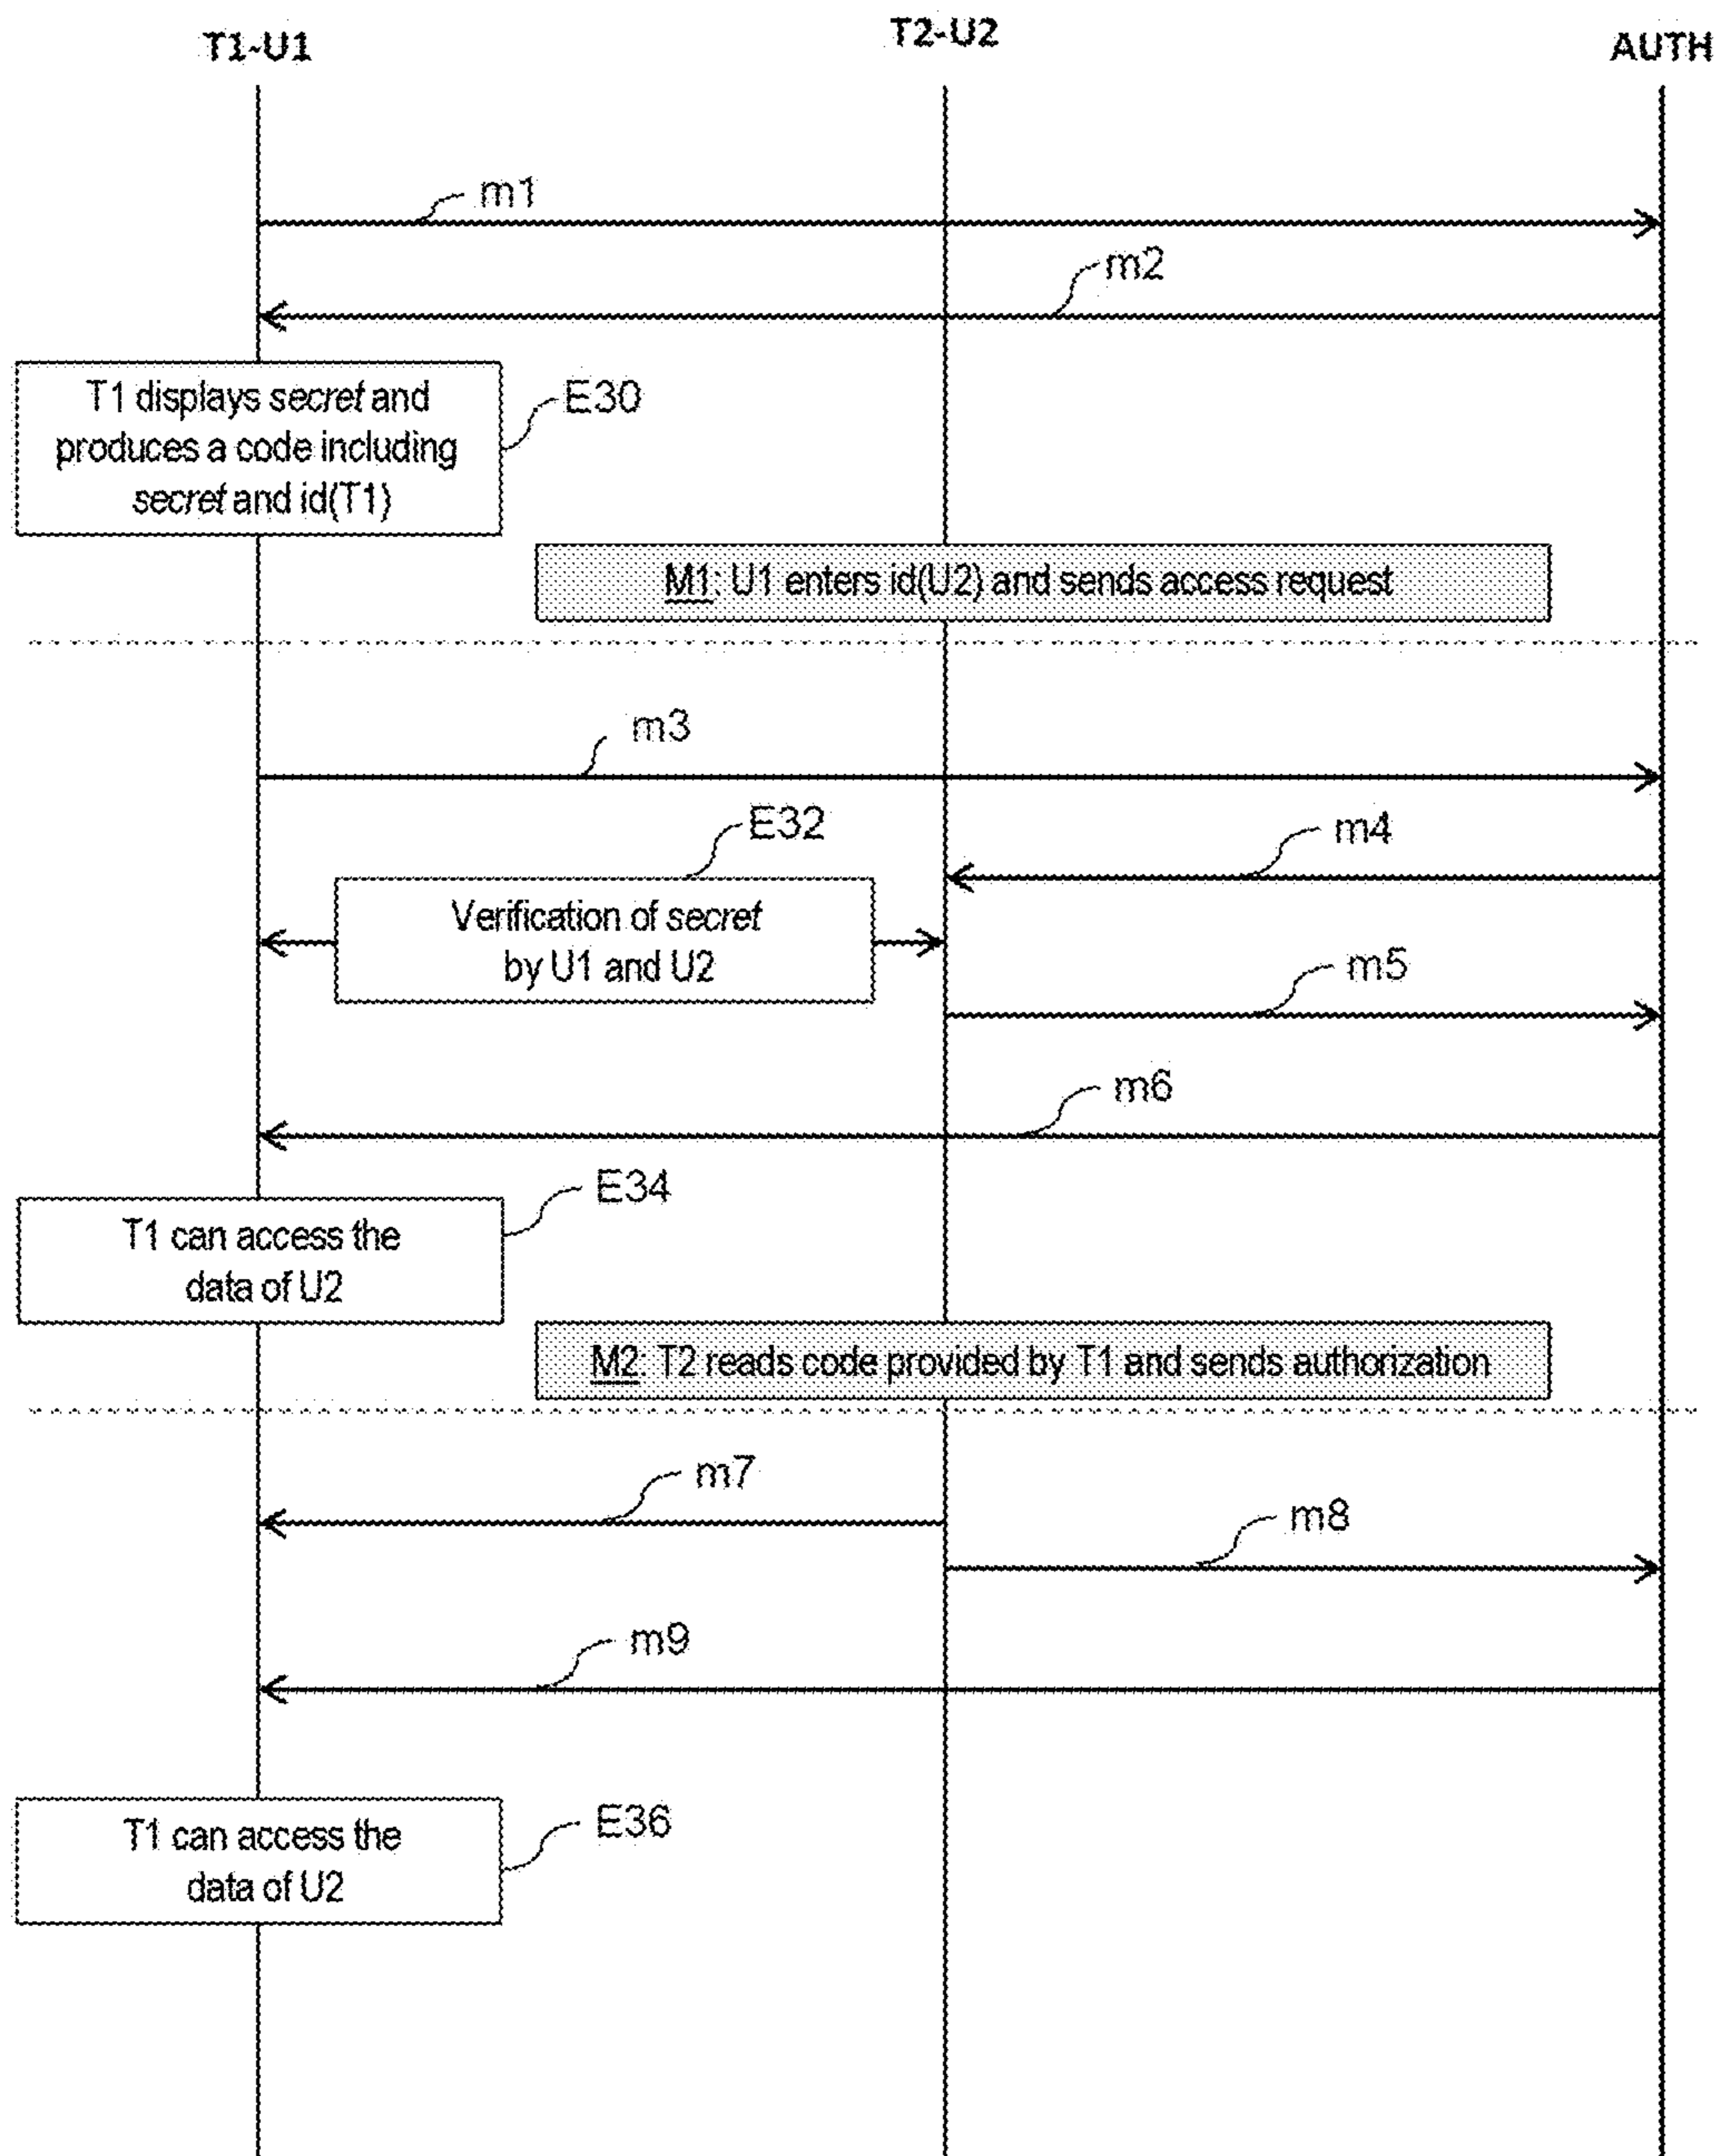 T1-U1
T2-U2
AUTH
m1
m2
T1 displays secret and
produces a code including
secret and id(T1)
E30
M1: U1 enters id(U2) and sends access request
m3
E32
m4
Verification of secret
by U1 and U2
m5
m6
E34
T1 can access the
data of U2
M2: T2 reads code provided by T1 and sends authorization
m7
m8
m9
E36
T1 can access the
data of U2